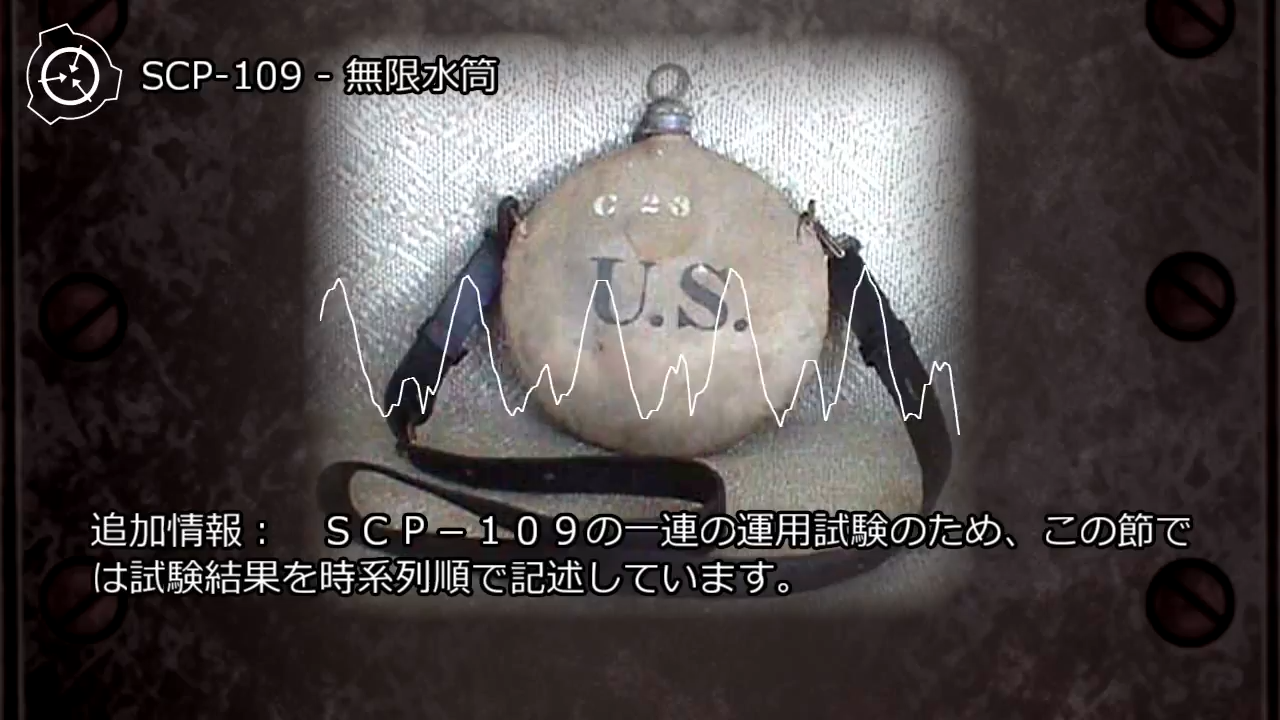 SCP-109 - 無限水筒
C 23
U.S.
追加情報：　ＳＣＰ－１０９の一連の運用試験のため、この節で
は試験結果を時系列順で記述しています。